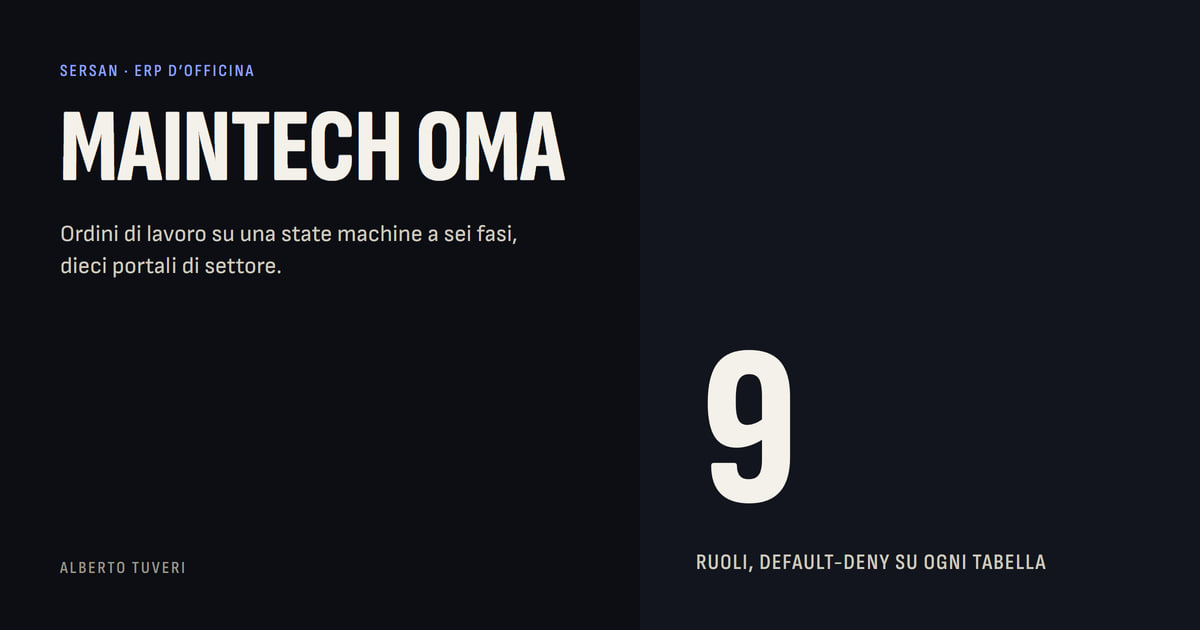 SERSAN · ERP D’OFFICINA
MAINTECH OMA
Ordini di lavoro su una state machine a sei fasi,
dieci portali di settore.
ALBERTO TUVERI
9
RUOLI, DEFAULT-DENY SU OGNI TABELLA